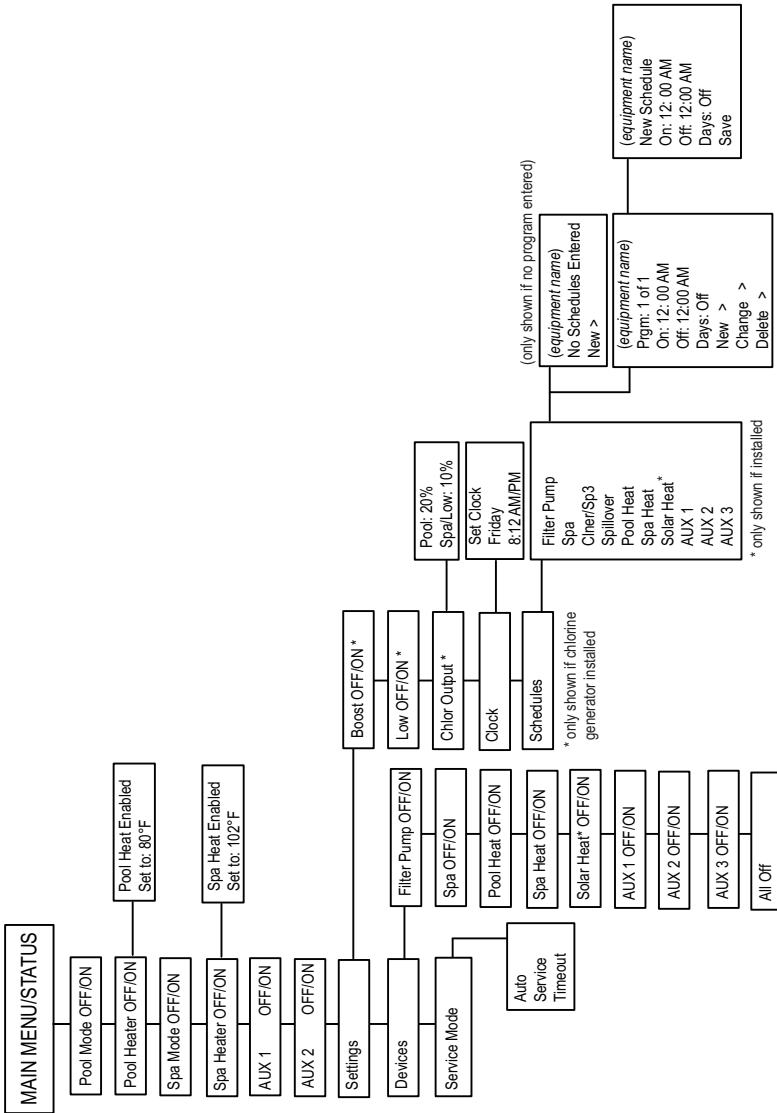 MAIN MENU/STATUS
Pool Mode OFF/ON
Pool Heater OFF/ON
Pool Heat Enabled
Set to: 80°F
Spa Mode OFF/ON
Spa Heater OFF/ON
Spa Heat Enabled
Set to: 102°F
AUX 1 OFF/ON
AUX 2 OFF/ON
Settings
Boost OFF/ON *
Low OFF/ON *
Chlor Output *
Pool: 20%
Spa/Low: 10%
Clock
Set Clock
Friday
8:12 AM/PM
Schedules
* only shown if chlorine
generator installed
Filter Pump
Spa
Clner/Sp3
Spillover
Pool Heat
Spa Heat
Solar Heat*
AUX 1
AUX 2
AUX 3
* only shown if installed
(only shown if no program entered)
(equipment name)
No Schedules Entered
New >
(equipment name)
Prgm: 1 of 1
On: 12: 00 AM
Off: 12:00 AM
Days: Off
New >
Change >
Delete >
(equipment name)
New Schedule
On: 12: 00 AM
Off: 12:00 AM
Days: Off
Save
Devices
Filter Pump OFF/ON
Spa OFF/ON
Pool Heat OFF/ON
Spa Heat OFF/ON
Solar Heat* OFF/ON
AUX 1 OFF/ON
AUX 2 OFF/ON
AUX 3 OFF/ON
All Off
Service Mode
Auto
Service
Timeout